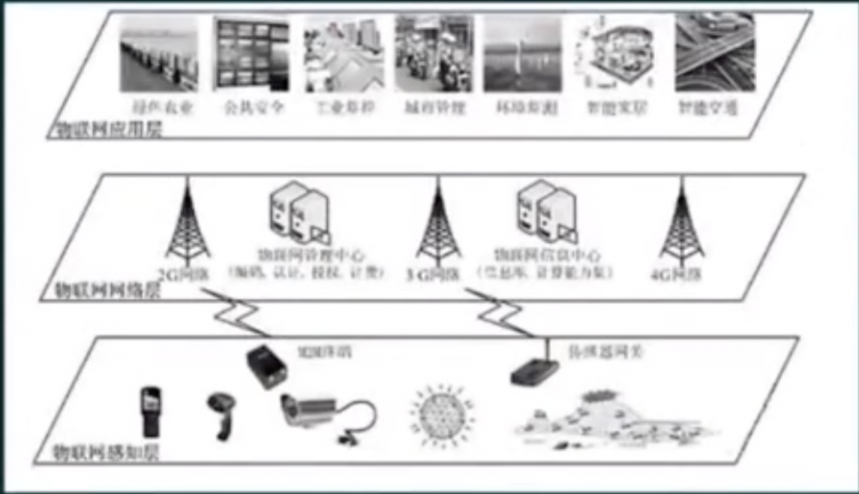 绿色农业 公共安全 工业监控 城市管理 环境监测 智能家居 智能交通
物联网应用层
物联网管理中心 物联网信息中心
2G网络 (编码、认证、授权、计费) 3G网络 (信息库、计算能力集) 4G网络
物联网网络层
M2M终端 传感器网关
物联网感知层